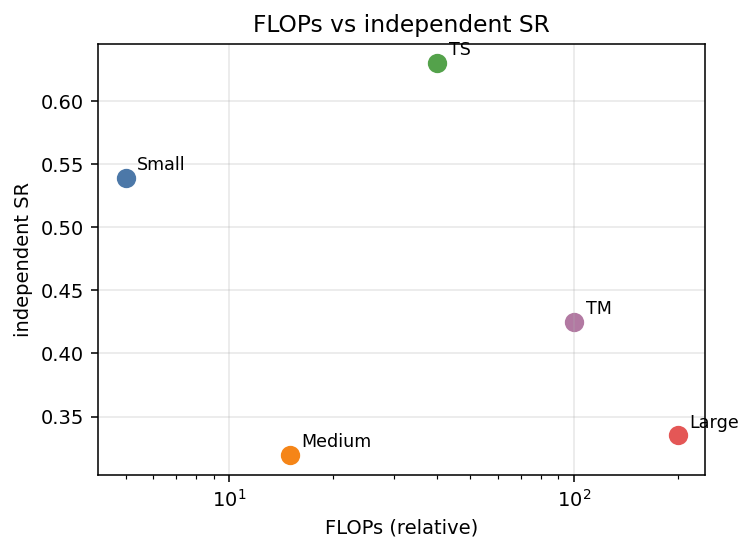 FLOPs vs independent SR
TS
0.60
Small
0.55
0.50
independent SR
0.45
TM
0.40
0.35
Large
Medium
10¹
10²
FLOPs (relative)